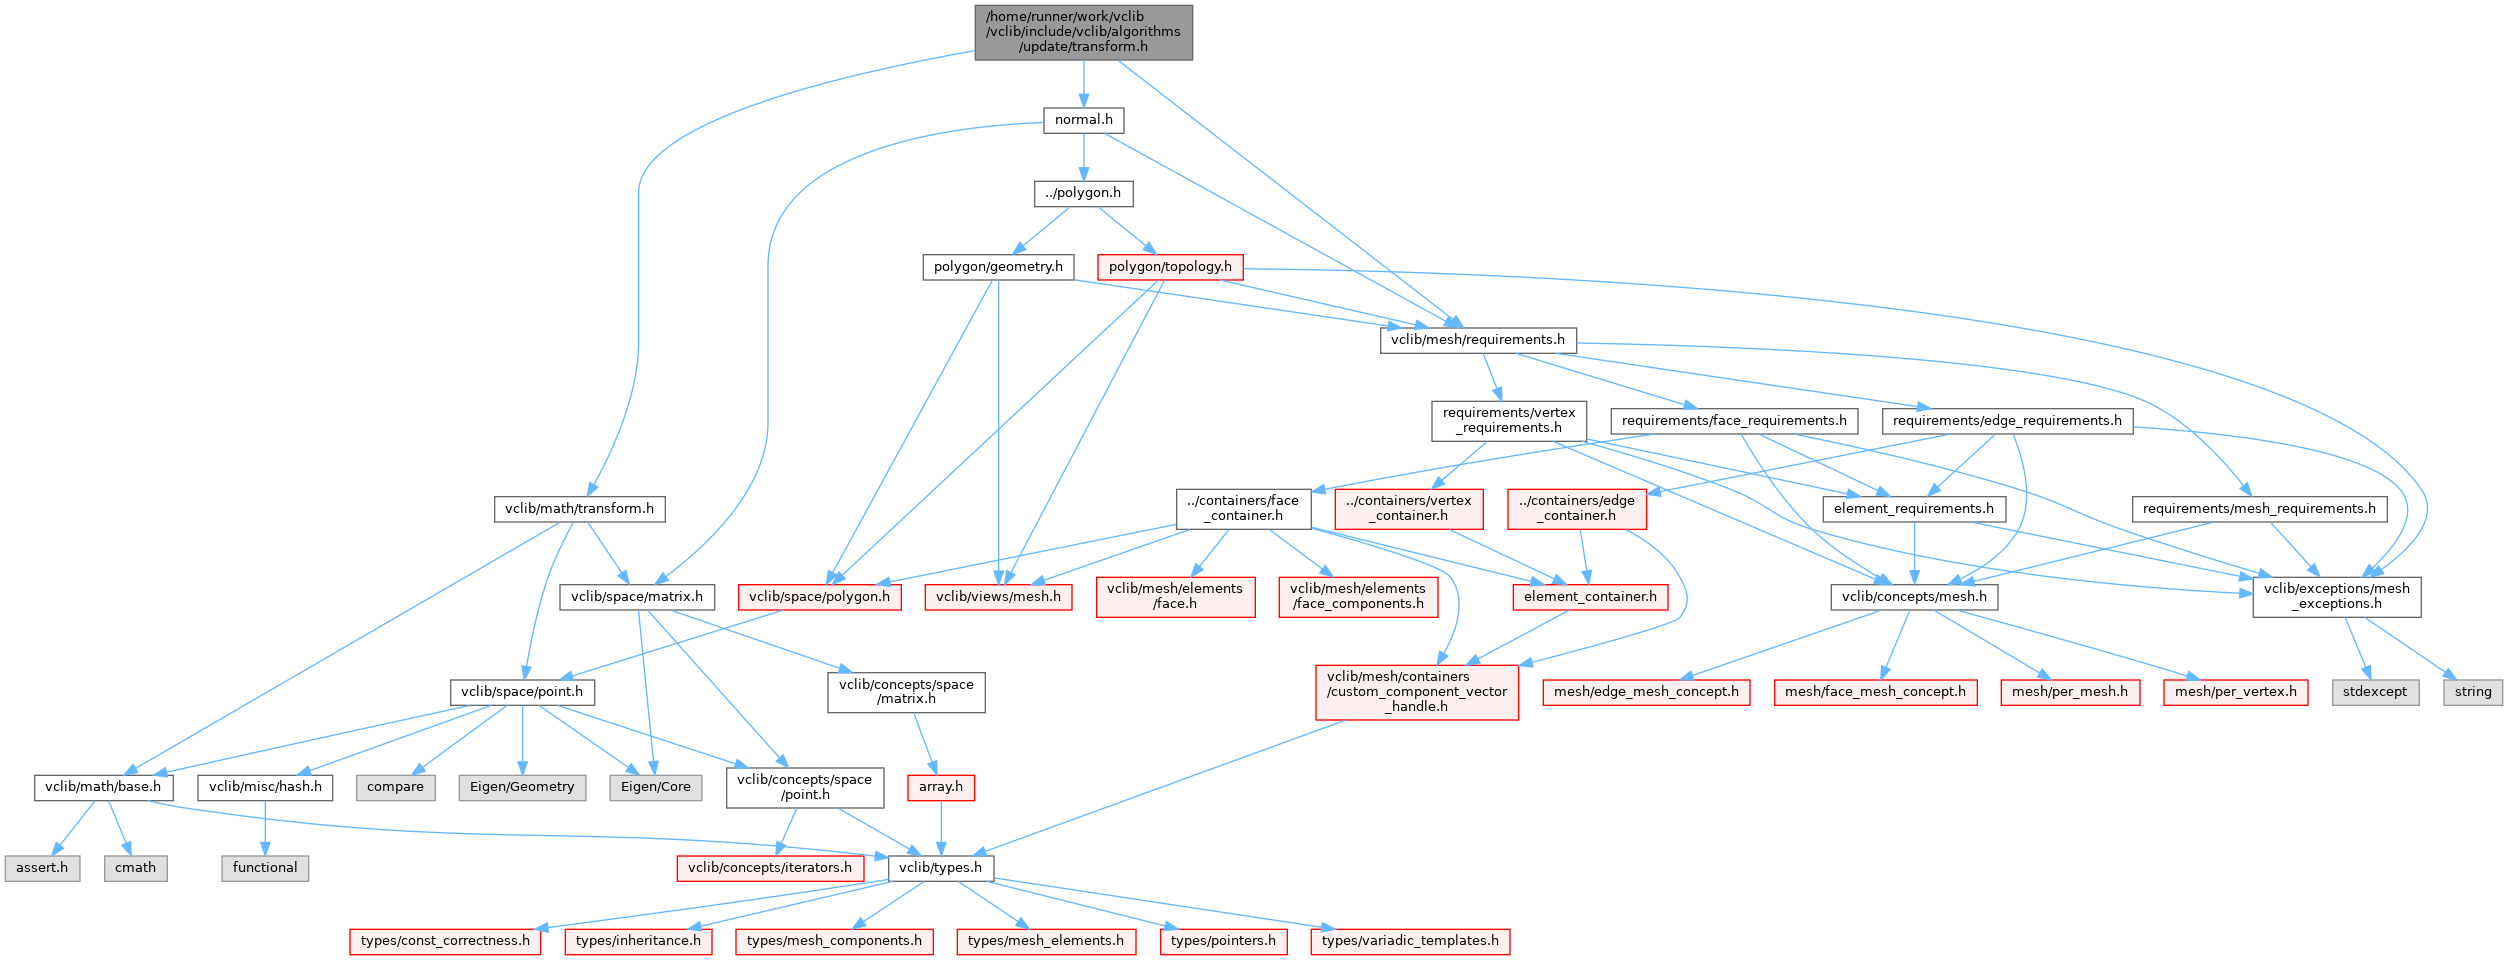 /home/runner/work/vclib
/vclib/include/vclib/algorithms
/update/transform.h
normal.h
../polygon.h
polygon/geometry.h
polygon/topology.h
vclib/mesh/requirements.h
requirements/vertex
_requirements.h
requirements/face_requirements.h
requirements/edge_requirements.h
vclib/math/transform.h
../containers/face
_container.h
../containers/vertex
_container.h
../containers/edge
_container.h
element_requirements.h
requirements/mesh_requirements.h
vclib/space/matrix.h
vclib/space/polygon.h
vclib/views/mesh.h
vclib/mesh/elements
/face.h
vclib/mesh/elements
/face_components.h
element_container.h
vclib/concepts/mesh.h
vclib/exceptions/mesh
_exceptions.h
vclib/space/point.h
vclib/concepts/space
/matrix.h
vclib/mesh/containers
/custom_component_vector
_handle.h
mesh/edge_mesh_concept.h
mesh/face_mesh_concept.h
mesh/per_mesh.h
mesh/per_vertex.h
stdexcept
string
vclib/math/base.h
vclib/misc/hash.h
compare
Eigen/Geometry
Eigen/Core
vclib/concepts/space
/point.h
array.h
assert.h
cmath
functional
vclib/concepts/iterators.h
vclib/types.h
types/const_correctness.h
types/inheritance.h
types/mesh_components.h
types/mesh_elements.h
types/pointers.h
types/variadic_templates.h